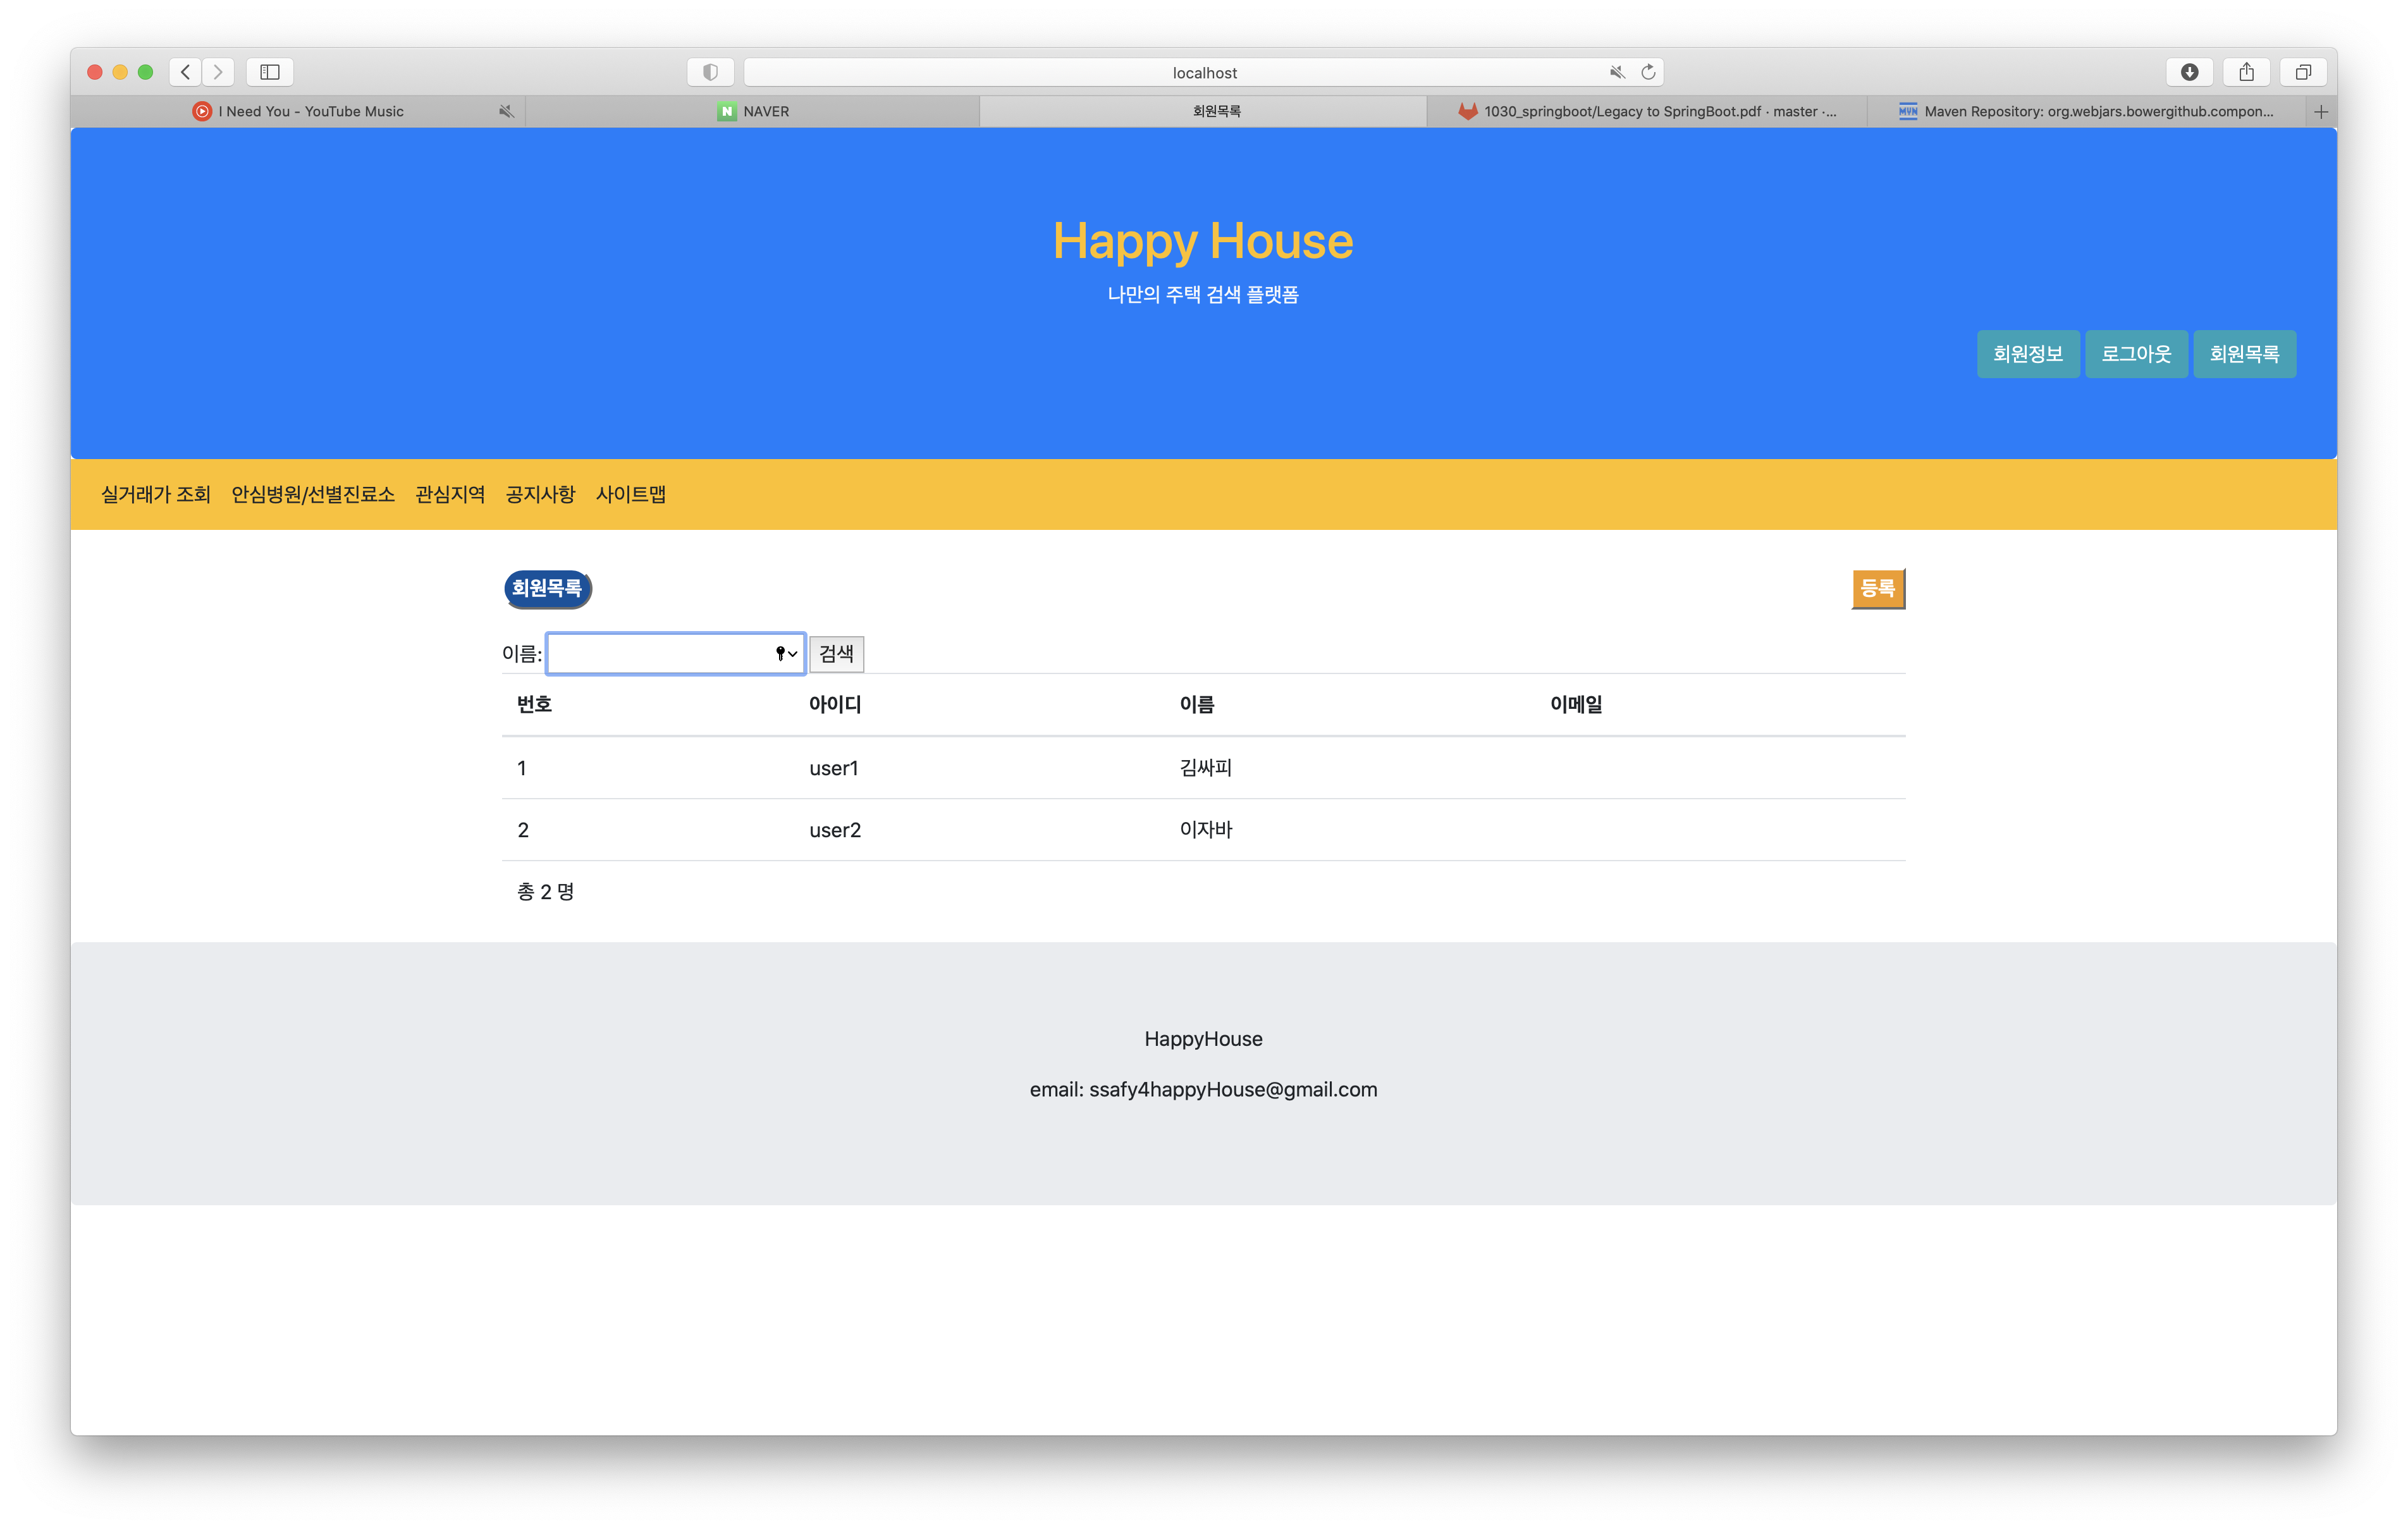 localhost
I Need You - YouTube Music
N NAVER
회원목록
1030_springboot/Legacy to SpringBoot.pdf · master ·...
MVN Maven Repository: org.webjars.bowergithub.compon...
Happy House
나만의 주택 검색 플랫폼
회원정보 로그아웃 회원목록
실거래가 조회 안심병원/선별진료소 관심지역 공지사항 사이트맵
회원목록 등록
이름: 검색
번호 아이디 이름 이메일
1 user1 김싸피
2 user2 이자바
총 2 명
HappyHouse
email: ssafy4happyHouse@gmail.com